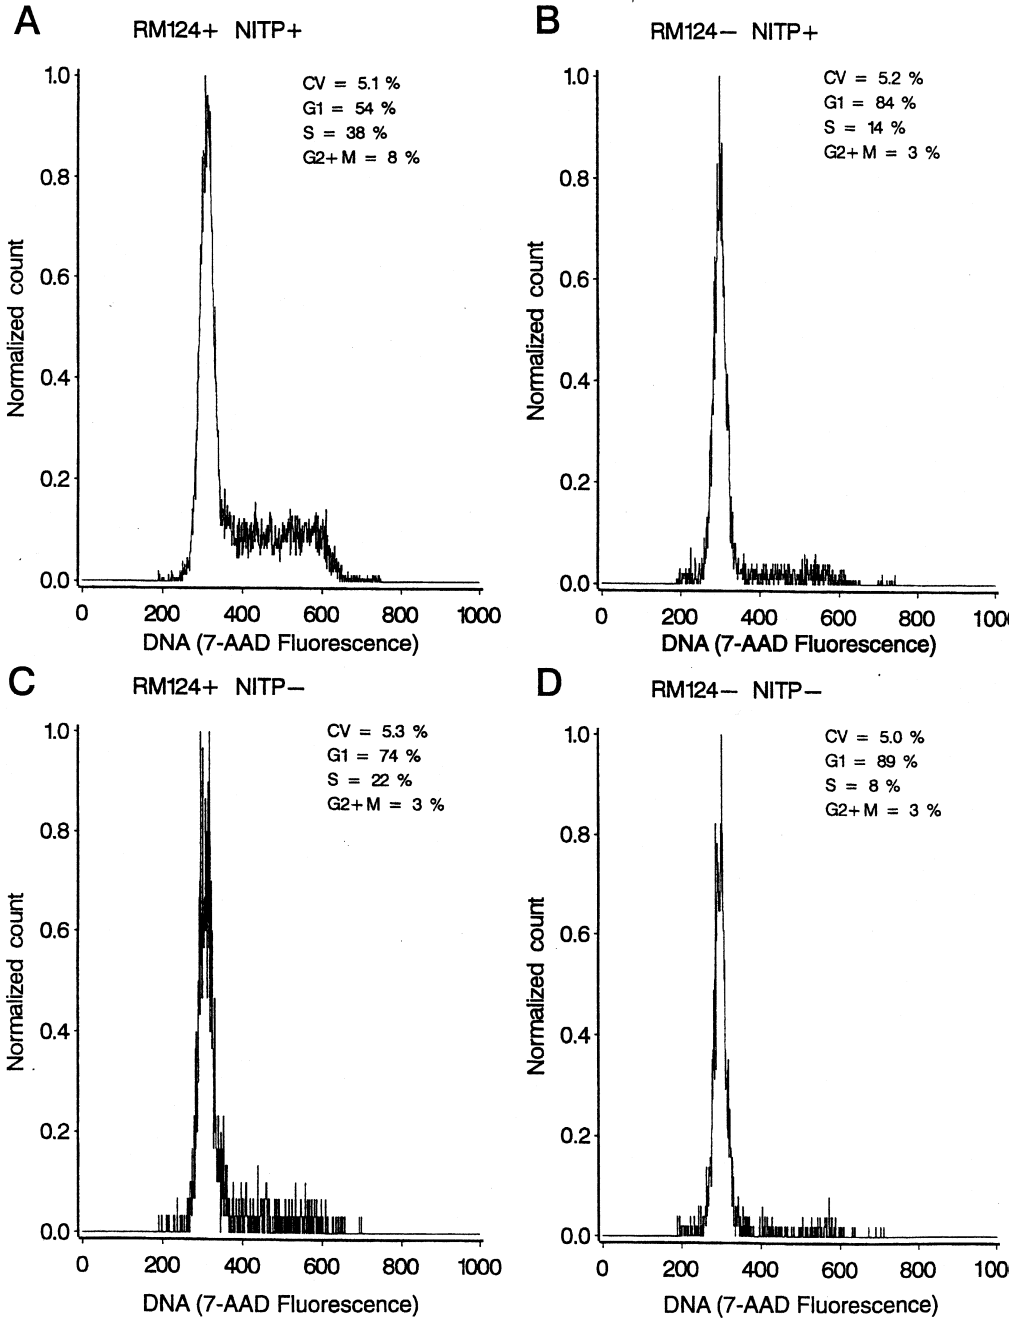 A
RM124+ NITP+
CV = 5.1 %
G1 = 54 %
S = 38 %
G2+M = 8 %
Normalized count
1.0
0.8
0.6
0.4
0.2
0.0
0 200 400 600 800 1000
DNA (7-AAD Fluorescence)
B
RM124− NITP+
CV = 5.2 %
G1 = 84 %
S = 14 %
G2+M = 3 %
Normalized count
1.0
0.8
0.6
0.4
0.2
0.0
0 200 400 600 800 100
DNA (7-AAD Fluorescence)
C
RM124+ NITP−
CV = 5.3 %
G1 = 74 %
S = 22 %
G2+M = 3 %
Normalized count
1.0
0.8
0.6
0.4
0.2
0.0
0 200 400 600 800 1000
DNA (7-AAD Fluorescence)
D
RM124− NITP−
CV = 5.0 %
G1 = 89 %
S = 8 %
G2+M = 3 %
Normalized count
1.0
0.8
0.6
0.4
0.2
0.0
0 200 400 600 800 100
DNA (7-AAD Fluorescence)